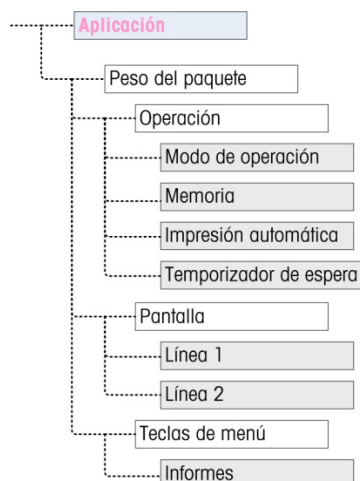 Aplicación
Peso del paquete
Operación
Modo de operación
Memoria
Impresión automática
Temporizador de espera
Pantalla
Línea 1
Línea 2
Teclas de menú
Informes